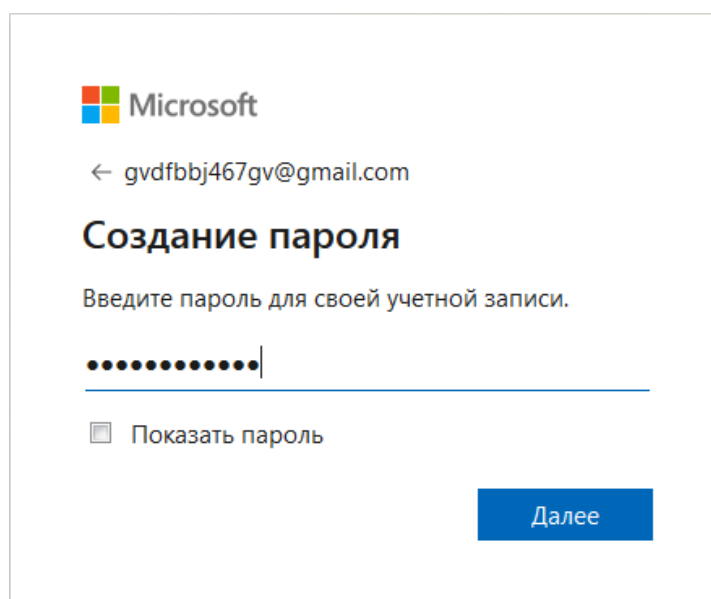 Microsoft
← gvdfbbj467gv@gmail.com
Создание пароля
Введите пароль для своей учетной записи.
••••••••••••
Показать пароль
Далее